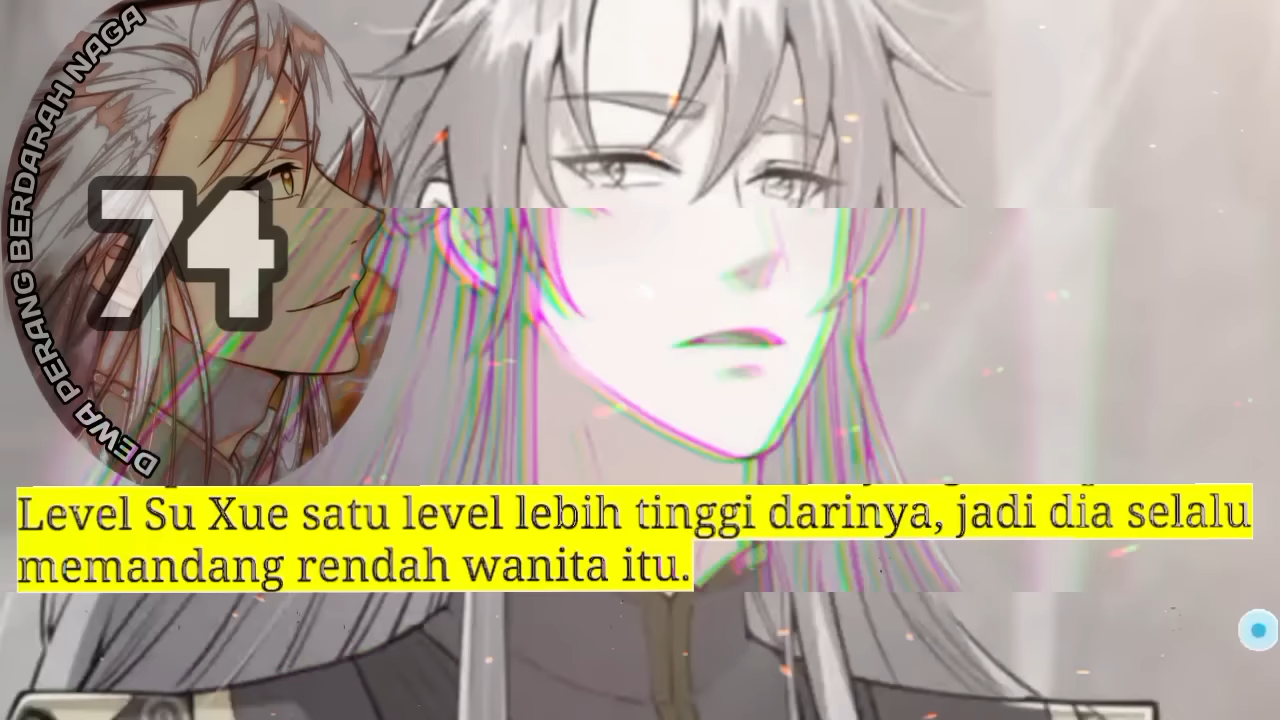 DEWA PERANG BERDARAH NAGA
74
Level Su Xue satu level lebih tinggi darinya, jadi dia selalu
memandang rendah wanita itu.